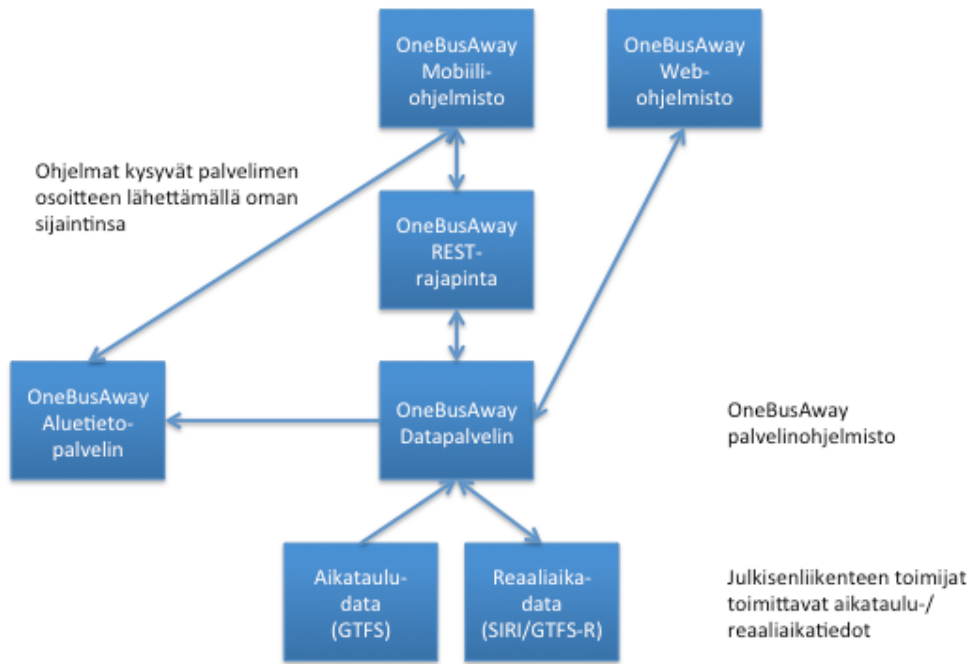 OneBusAway
Mobiili-
ohjelmisto
OneBusAway
Web-
ohjelmisto
Ohjelmat kysyvät palvelimen
osoitteen lähettämällä oman
sijaintinsa
OneBusAway
REST-
rajapinta
OneBusAway
Aluetieto-
palvelin
OneBusAway
Datapalvelin
OneBusAway
palvelinohjelmisto
Aikataulu-
data
(GTFS)
Reaaliaika-
data
(SIRI/GTFS-R)
Julkisenliikenteen toimijat
toimittavat aikataulu-/
reaaliaikatiedot